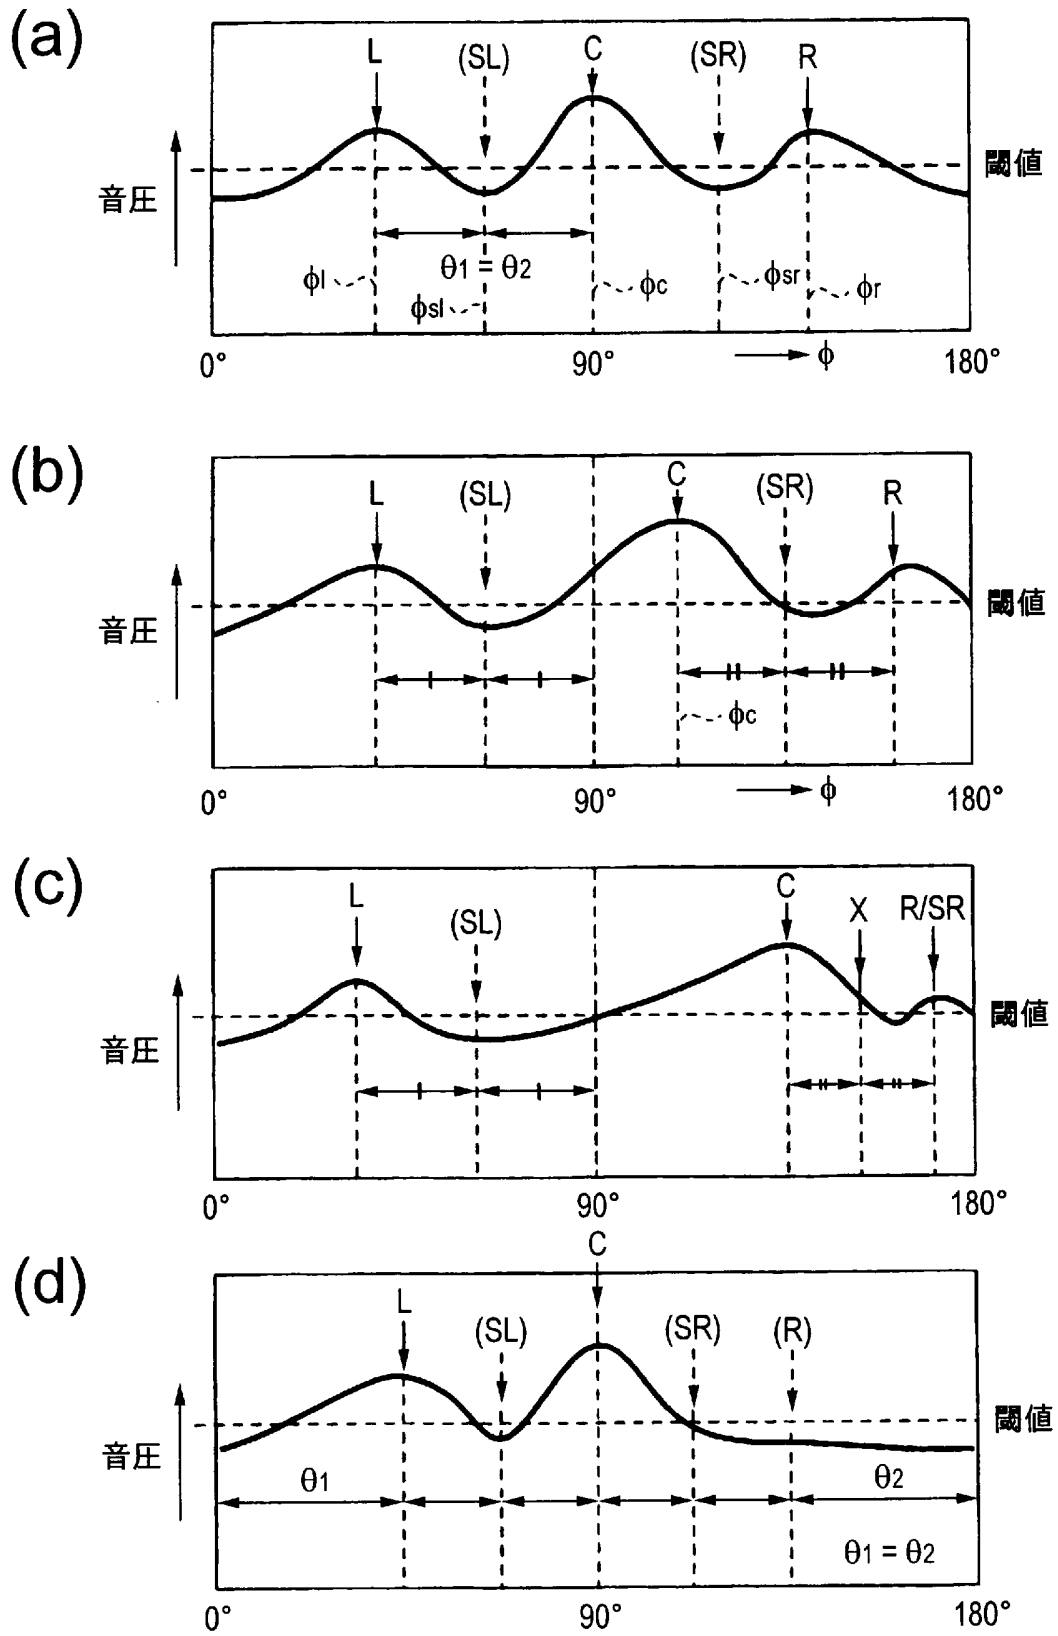 (a)
L
(SL)
C
(SR)
R
音圧
閾値
θ1 = θ2
ϕl
ϕsl
ϕc
ϕsr
ϕr
0°
90°
ϕ
180°
(b)
L
(SL)
C
(SR)
R
音圧
閾値
ϕc
0°
90°
ϕ
180°
(c)
L
(SL)
C
X
R/SR
音圧
閾値
0°
90°
180°
(d)
L
(SL)
C
(SR)
(R)
音圧
閾値
θ1
θ2
θ1 = θ2
0°
90°
180°